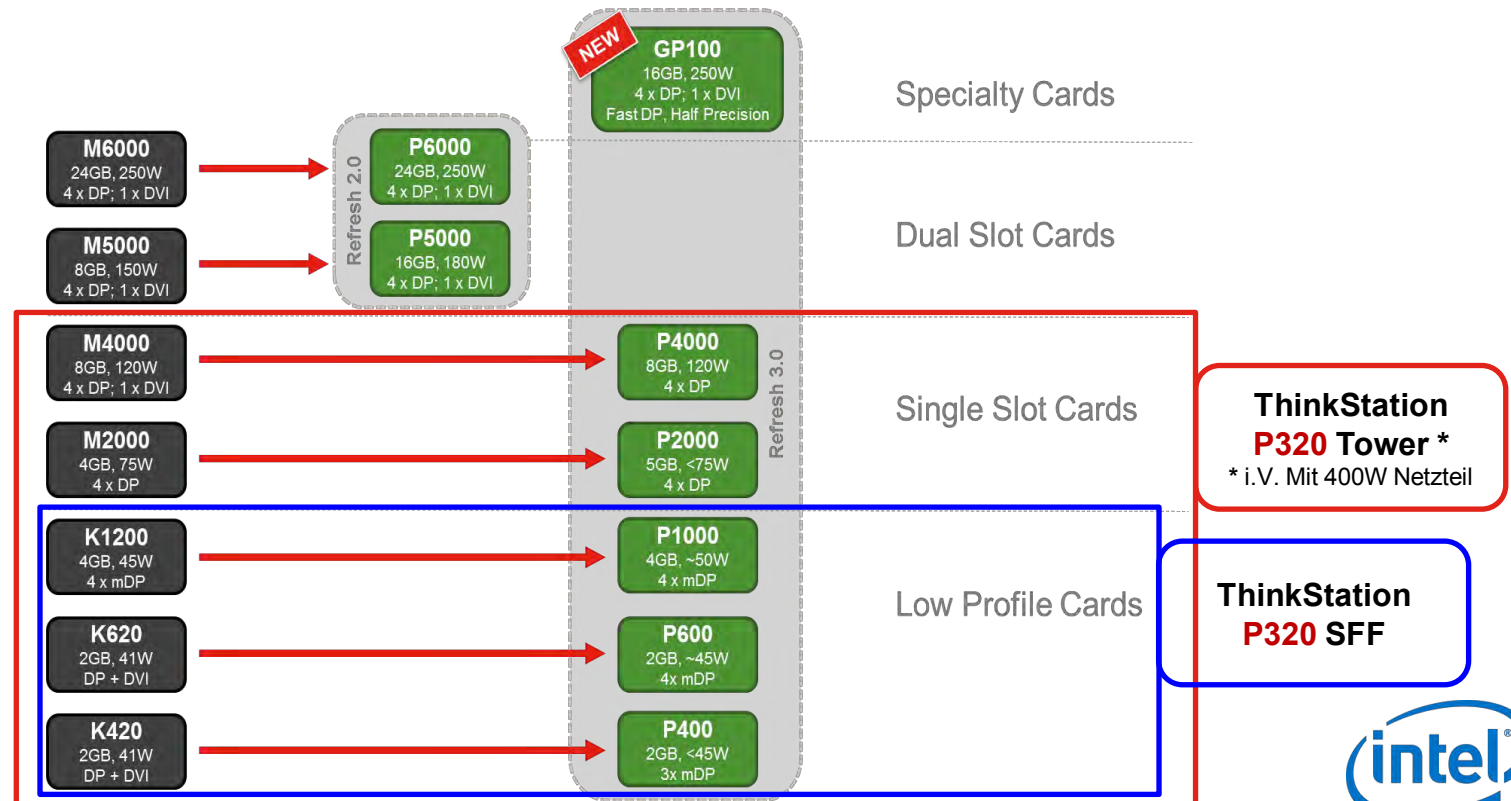 NEW
GP100
16GB, 250W
4 x DP; 1 x DVI
Fast DP, Half Precision
Specialty Cards
M6000
24GB, 250W
4 x DP; 1 x DVI
Refresh 2.0
P6000
24GB, 250W
4 x DP; 1 x DVI
M5000
8GB, 150W
4 x DP; 1 x DVI
P5000
16GB, 180W
4 x DP; 1 x DVI
Dual Slot Cards
M4000
8GB, 120W
4 x DP; 1 x DVI
P4000
8GB, 120W
4 x DP
Refresh 3.0
Single Slot Cards
M2000
4GB, 75W
4 x DP
P2000
5GB, <75W
4 x DP
ThinkStation
P320 Tower *
* i.V. Mit 400W Netzteil
K1200
4GB, 45W
4 x mDP
P1000
4GB, ~50W
4 x mDP
Low Profile Cards
K620
2GB, 41W
DP + DVI
P600
2GB, ~45W
4x mDP
ThinkStation
P320 SFF
K420
2GB, 41W
DP + DVI
P400
2GB, <45W
3x mDP
intel®